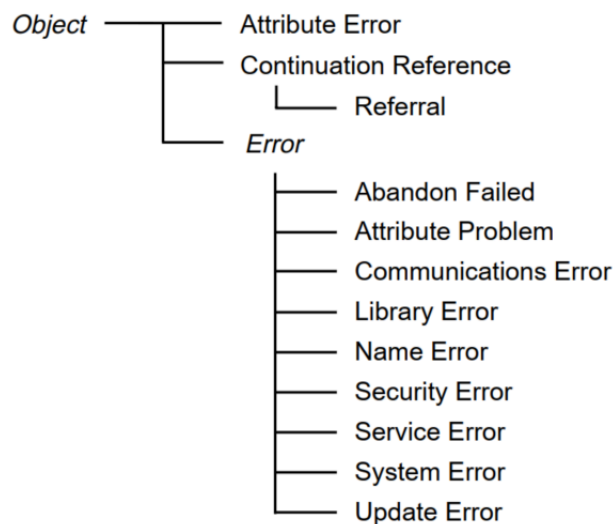 Object Attribute Error
Continuation Reference
Referral
Error
Abandon Failed
Attribute Problem
Communications Error
Library Error
Name Error
Security Error
Service Error
System Error
Update Error